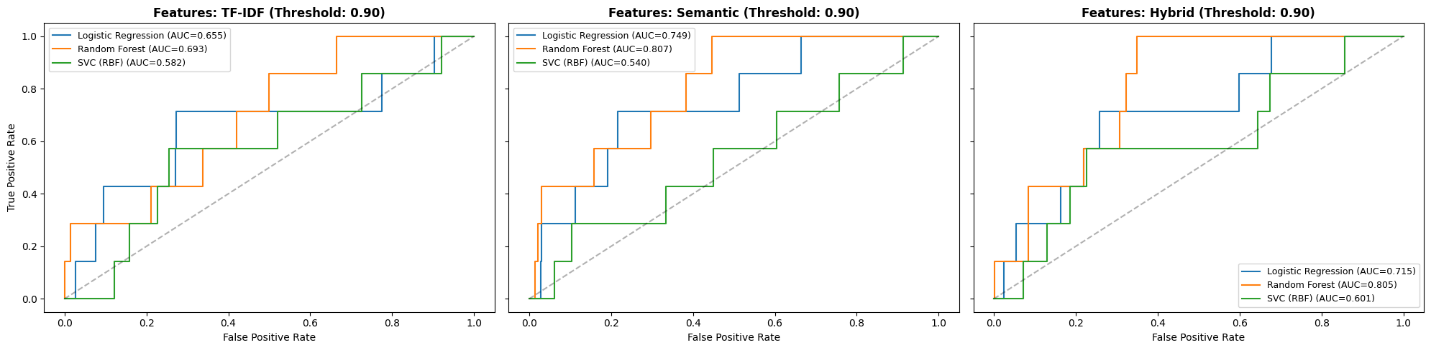 Features: TF-IDF (Threshold: 0.90)
Logistic Regression (AUC=0.655)
Random Forest (AUC=0.693)
SVC (RBF) (AUC=0.582)
True Positive Rate
1.0
0.8
0.6
0.4
0.2
0.0
0.0 0.2 0.4 0.6 0.8 1.0
False Positive Rate
Features: Semantic (Threshold: 0.90)
Logistic Regression (AUC=0.749)
Random Forest (AUC=0.807)
SVC (RBF) (AUC=0.540)
0.0 0.2 0.4 0.6 0.8 1.0
False Positive Rate
Features: Hybrid (Threshold: 0.90)
Logistic Regression (AUC=0.715)
Random Forest (AUC=0.805)
SVC (RBF) (AUC=0.601)
0.0 0.2 0.4 0.6 0.8 1.0
False Positive Rate